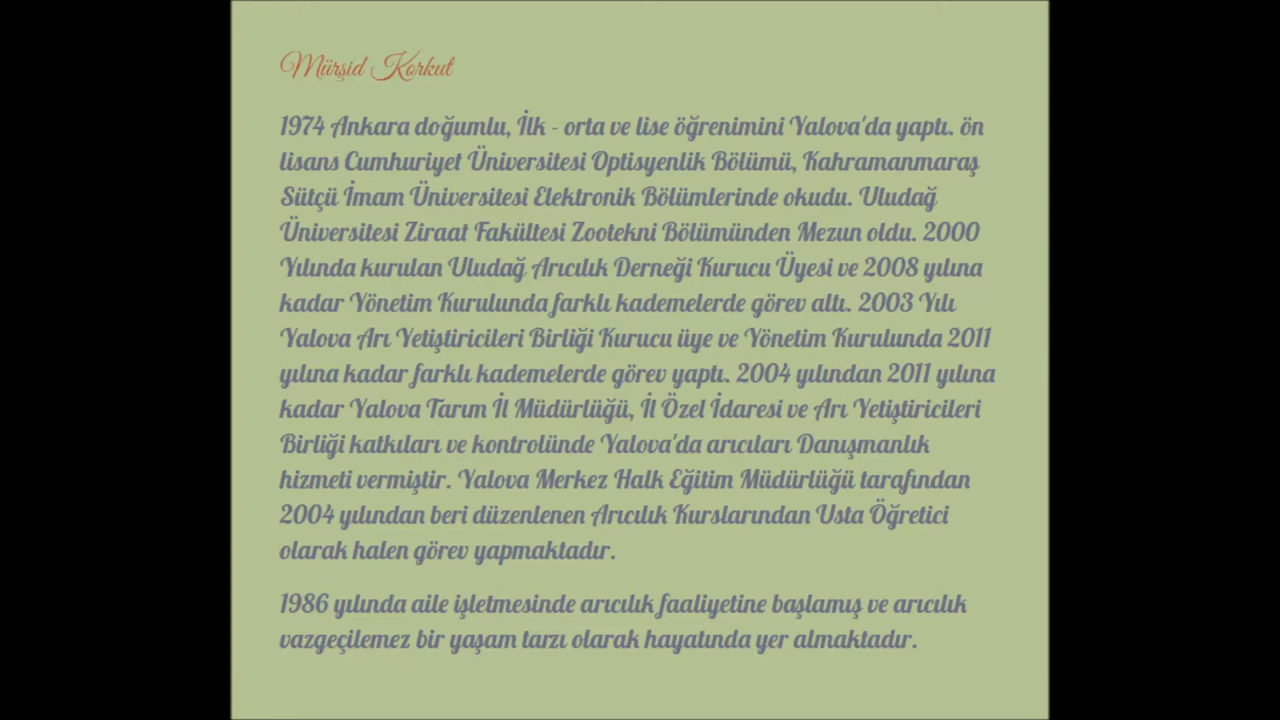 Mürşid Korkut
1974 Ankara doğumlu, İlk - orta ve lise öğrenimini Yalova'da yaptı. ön
lisans Cumhuriyet Üniversitesi Optisyenlik Bölümü, Kahramanmaraş
Sütçü İmam Üniversitesi Elektronik Bölümlerinde okudu. Uludağ
Üniversitesi Ziraat Fakültesi Zootekni Bölümünden Mezun oldu. 2000
Yılında kurulan Uludağ Arıcılık Derneği Kurucu Üyesi ve 2008 yılına
kadar Yönetim Kurulunda farklı kademelerde görev altı. 2003 Yılı
Yalova Arı Yetiştiricileri Birliği Kurucu üye ve Yönetim Kurulunda 2011
yılına kadar farklı kademelerde görev yaptı. 2004 yılından 2011 yılına
kadar Yalova Tarım İl Müdürlüğü, İl Özel İdaresi ve Arı Yetiştiricileri
Birliği katkıları ve kontrolünde Yalova'da arıcıları Danışmanlık
hizmeti vermiştir. Yalova Merkez Halk Eğitim Müdürlüğü tarafından
2004 yılından beri düzenlenen Arıcılık Kurslarından Usta Öğretici
olarak halen görev yapmaktadır.
1986 yılında aile işletmesinde arıcılık faaliyetine başlamış ve arıcılık
vazgeçilemez bir yaşam tarzı olarak hayatında yer almaktadır.